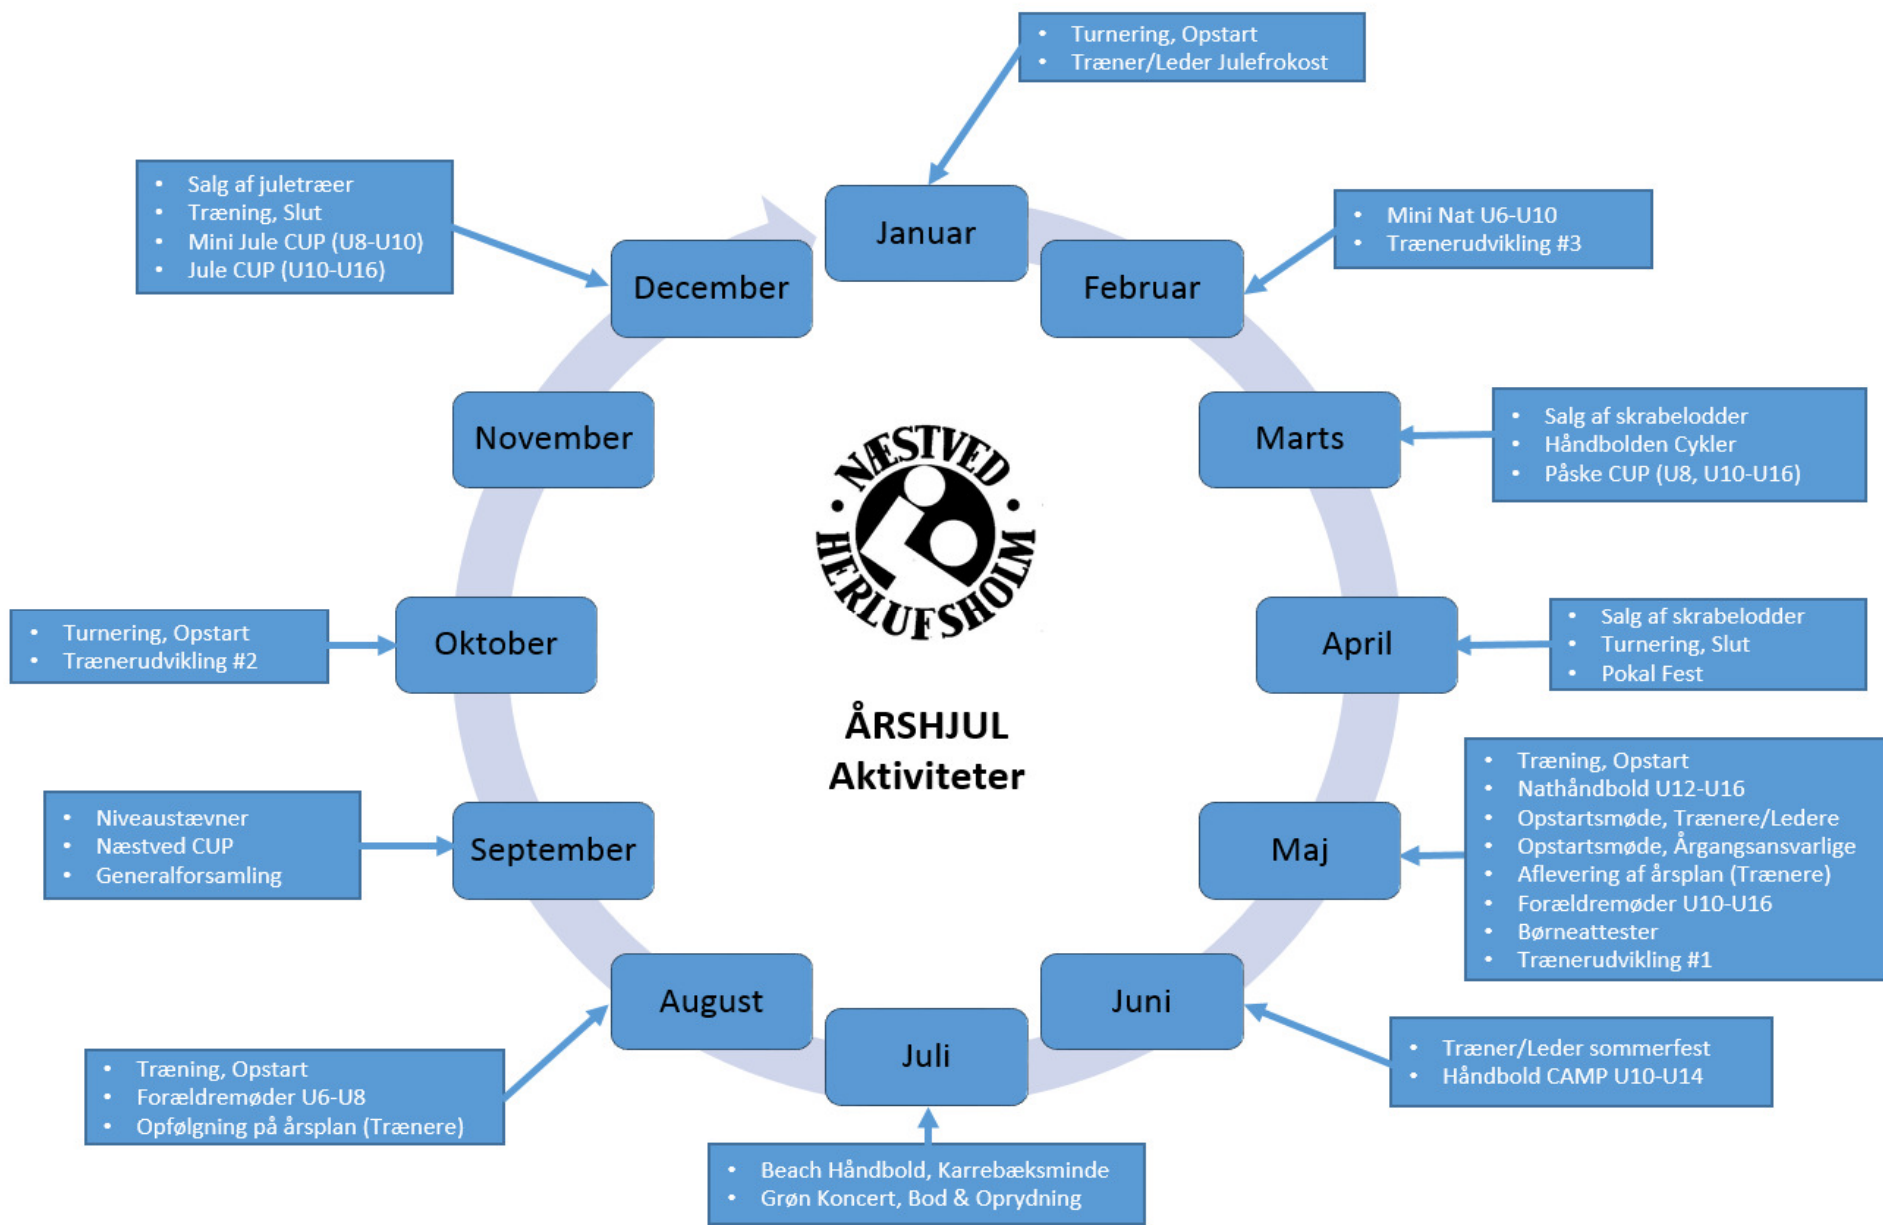 Turnering, Opstart
Træner/Leder Julefrokost
Januar
Mini Nat U6-U10
Trænerudvikling #3
Februar
Salg af skrabelodder
Håndbolden Cykler
Påske CUP (U8, U10-U16)
Marts
Salg af skrabelodder
Turnering, Slut
Pokal Fest
April
Træning, Opstart
Nathåndbold U12-U16
Opstartsmøde, Trænere/Ledere
Opstartsmøde, Årgangsansvarlige
Aflevering af årsplan (Trænere)
Forældremøder U10-U16
Børneattester
Trænerudvikling #1
Maj
Træner/Leder sommerfest
Håndbold CAMP U10-U14
Juni
Beach Håndbold, Karrebæksminde
Grøn Koncert, Bod & Oprydning
Juli
Træning, Opstart
Forældremøder U6-U8
Opfølgning på årsplan (Trænere)
August
Niveaustævner
Næstved CUP
Generalforsamling
September
Turnering, Opstart
Trænerudvikling #2
Oktober
November
Salg af juletræer
Træning, Slut
Mini Jule CUP (U8-U10)
Jule CUP (U10-U16)
December
NÆSTVED
HERLUFSHOLM
ÅRSHJUL
Aktiviteter